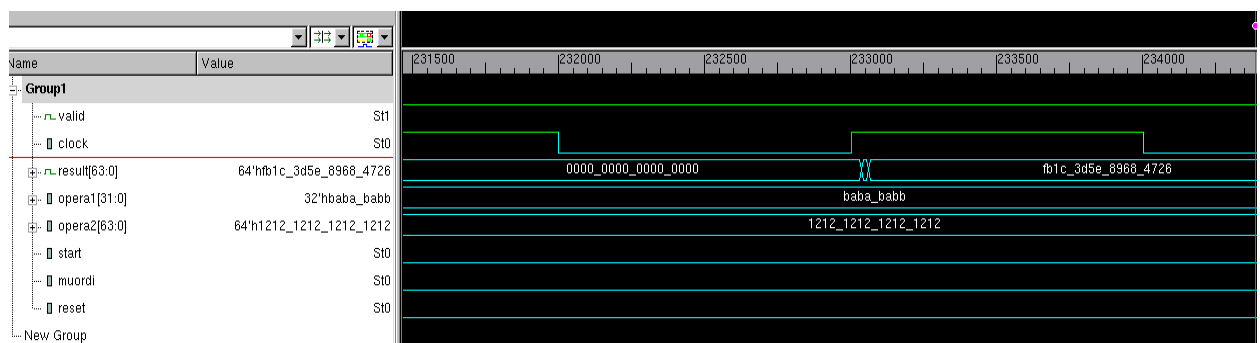 Name Value 231500 232000 232500 233000 233500 234000
Group1
valid St1
clock St0
result[63:0] 64'hfb1c_3d5e_8968_4726 0000_0000_0000_0000 fb1c_3d5e_8968_4726
opera1[31:0] 32'hbaba_babb baba_babb
opera2[63:0] 64'h1212_1212_1212_1212 1212_1212_1212_1212
start St0
muordi St0
reset St0
New Group